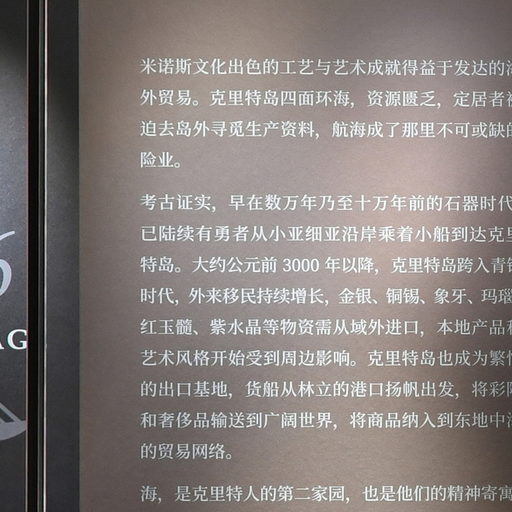 米诺斯文化出色的工艺与艺术成就得益于发达的
外贸易。克里特岛四面环海，资源匮乏，定居者
迫去岛外寻觅生产资料，航海成了那里不可或缺的
险业。
考古证实，早在数万年乃至十万年前的石器时代
已陆续有勇者从小亚细亚沿岸乘着小船到达克里
特岛。大约公元前 3000 年以降，克里特岛跨入青
时代，外来移民持续增长，金银、铜锡、象牙、玛瑙
红玉髓、紫水晶等物资需从域外进口，本地产品和
艺术风格开始受到周边影响。克里特岛也成为繁忙
的出口基地，货船从林立的港口扬帆出发，将彩陶
和奢侈品输送到广阔世界，将商品纳入到东地中
的贸易网络。
海，是克里特人的第二家园，也是他们的精神寄寓
6
AG